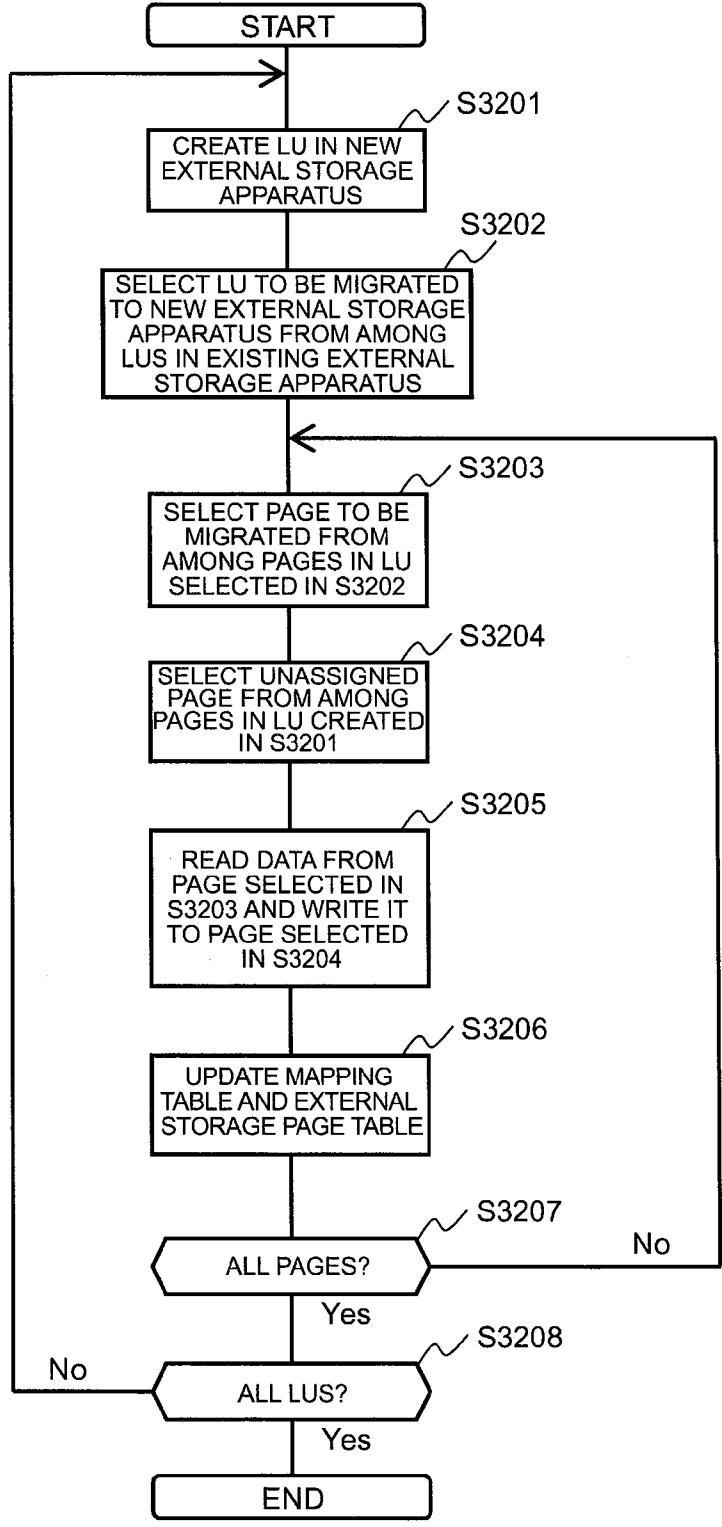 START
S3201
CREATE LU IN NEW
EXTERNAL STORAGE
APPARATUS
S3202
SELECT LU TO BE MIGRATED
TO NEW EXTERNAL STORAGE
APPARATUS FROM AMONG
LUS IN EXISTING EXTERNAL
STORAGE APPARATUS
S3203
SELECT PAGE TO BE
MIGRATED FROM
AMONG PAGES IN LU
SELECTED IN S3202
S3204
SELECT UNASSIGNED
PAGE FROM AMONG
PAGES IN LU CREATED
IN S3201
S3205
READ DATA FROM
PAGE SELECTED IN
S3203 AND WRITE IT
TO PAGE SELECTED
IN S3204
S3206
UPDATE MAPPING
TABLE AND EXTERNAL
STORAGE PAGE TABLE
S3207
ALL PAGES?
No
Yes
S3208
No
ALL LUS?
Yes
END